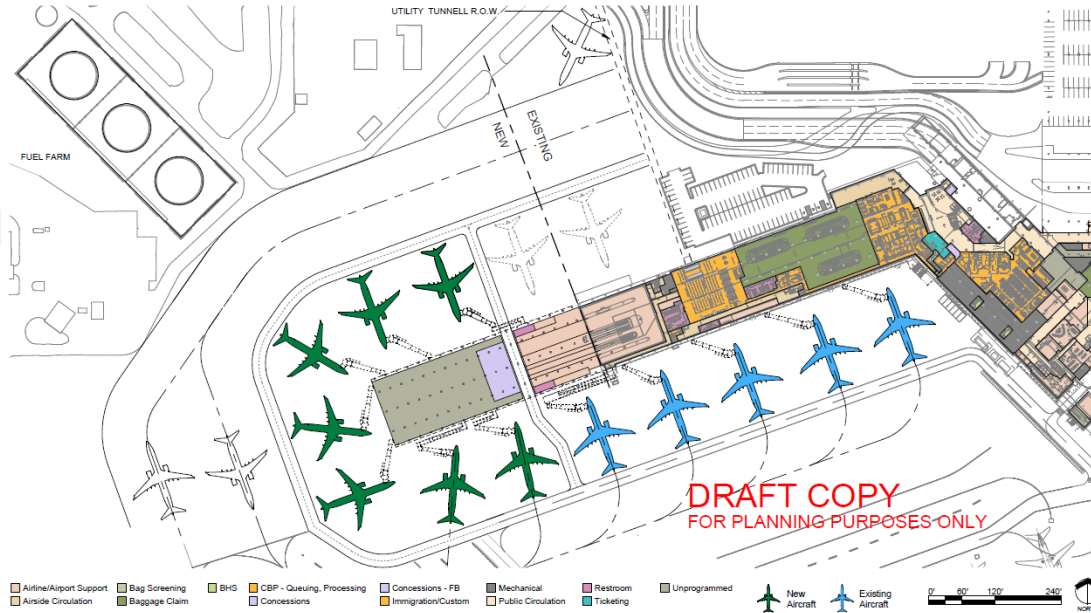 UTILITY TUNNELL R.O.W.
NEW
EXISTING
FUEL FARM
DRAFT COPY
FOR PLANNING PURPOSES ONLY
Airline/Airport Support
Bag Screening
BHS
CBP - Queuing, Processing
Concessions - FB
Mechanical
Restroom
Unprogrammed
Airside Circulation
Baggage Claim
Concessions
Immigration/Custom
Public Circulation
Ticketing
New
Aircraft
Existing
Aircraft
0' 60' 120' 240'